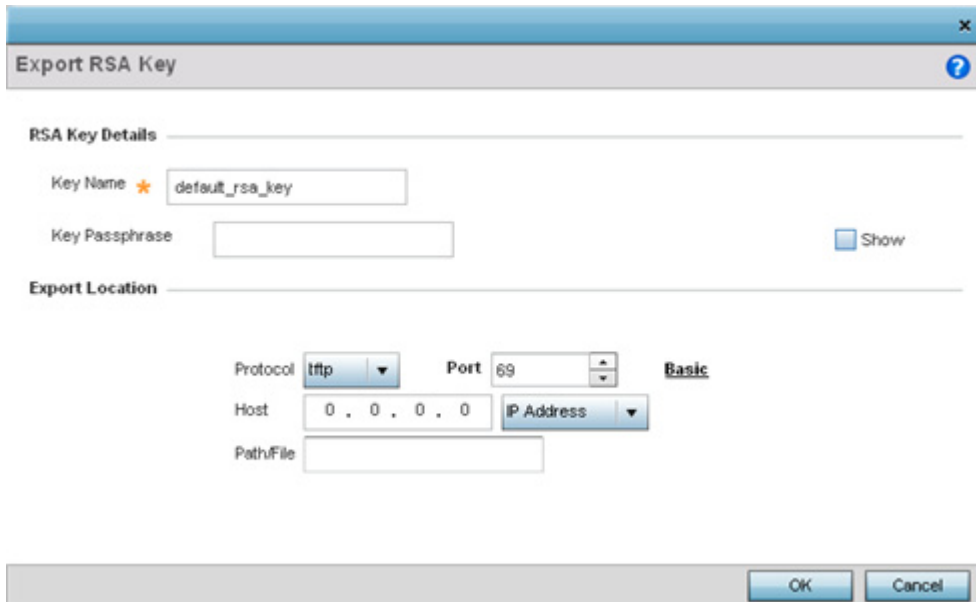 Export RSA Key
RSA Key Details
Key Name default_rsa_key
Key Passphrase Show
Export Location
Protocol tftp Port 69 Basic
Host 0 . 0 . 0 . 0 IP Address
Path/File
OK Cancel